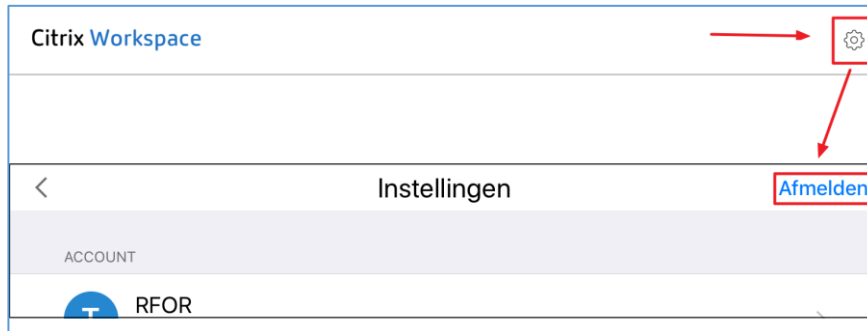 Citrix Workspace
Instellingen
Afmelden
ACCOUNT
T
RFOR